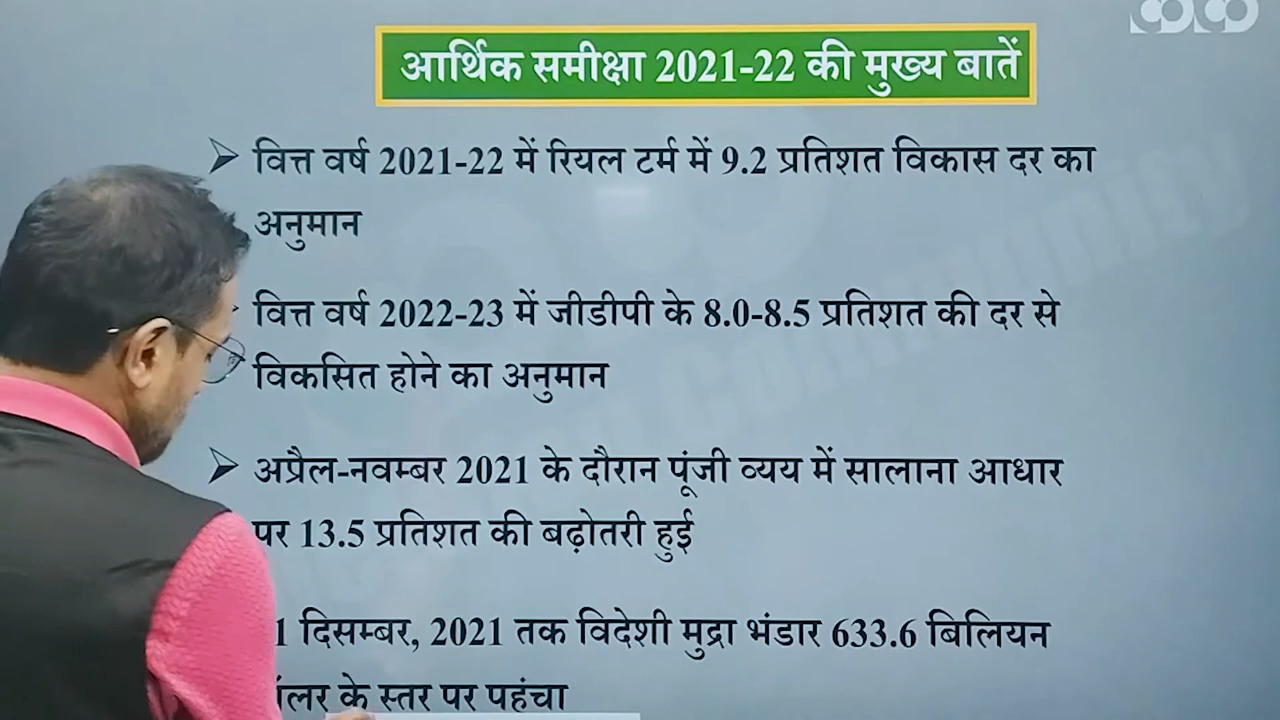 आर्थिक समीक्षा 2021-22 की मुख्य बातें
वित्त वर्ष 2021-22 में रियल टर्म में 9.2 प्रतिशत विकास दर का
अनुमान
वित्त वर्ष 2022-23 में जीडीपी के 8.0-8.5 प्रतिशत की दर से
विकसित होने का अनुमान
अप्रैल-नवम्बर 2021 के दौरान पूंजी व्यय में सालाना आधार
पर 13.5 प्रतिशत की बढ़ोतरी हुई
1 दिसम्बर, 2021 तक विदेशी मुद्रा भंडार 633.6 बिलियन
के स्तर पर पहुंचा